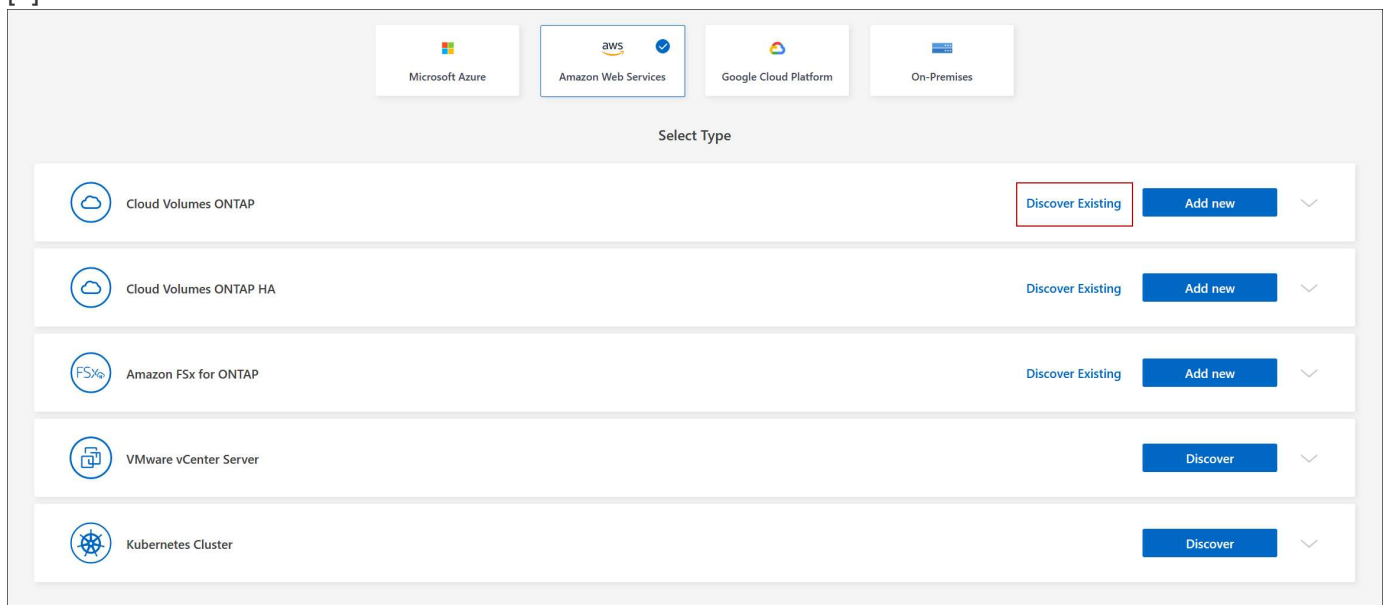 aws
Microsoft Azure
Amazon Web Services
Google Cloud Platform
On-Premises
Select Type
Cloud Volumes ONTAP
Discover Existing
Add new
Cloud Volumes ONTAP HA
Discover Existing
Add new
FSx
Amazon FSx for ONTAP
Discover Existing
Add new
VMware vCenter Server
Discover
Kubernetes Cluster
Discover